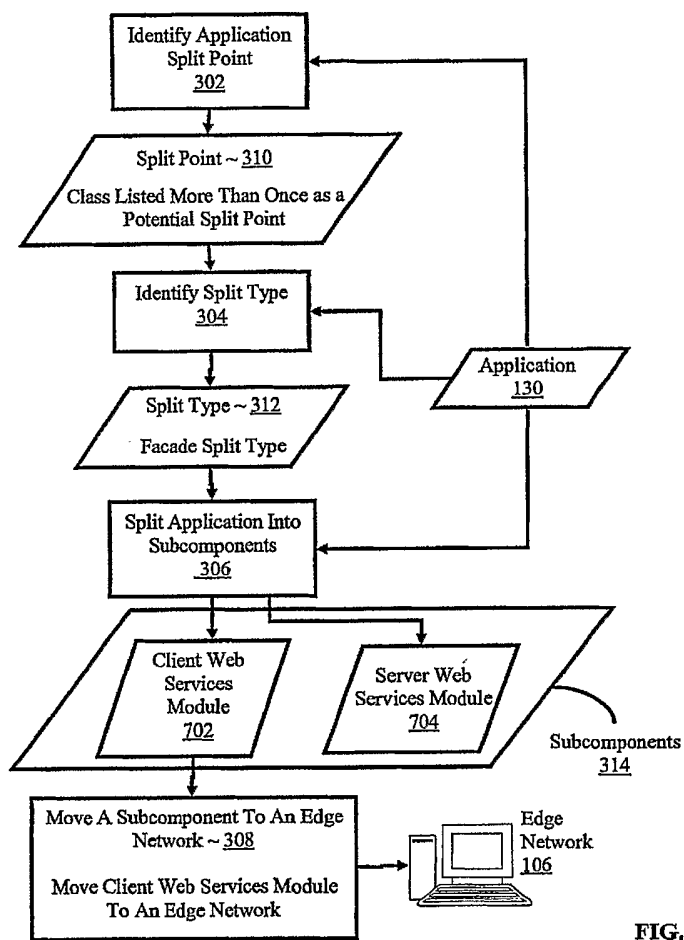 Identify Application
Split Point
302
Split Point ~ 310
Class Listed More Than Once as a
Potential Split Point
Identify Split Type
304
Application
130
Split Type ~ 312
Facade Split Type
Split Application Into
Subcomponents
306
Client Web
Services
Module
702
Server Web
Services Module
704
Subcomponents
314
Move A Subcomponent To An Edge
Network ~ 308
Move Client Web Services Module
To An Edge Network
Edge
Network
106
FIG.